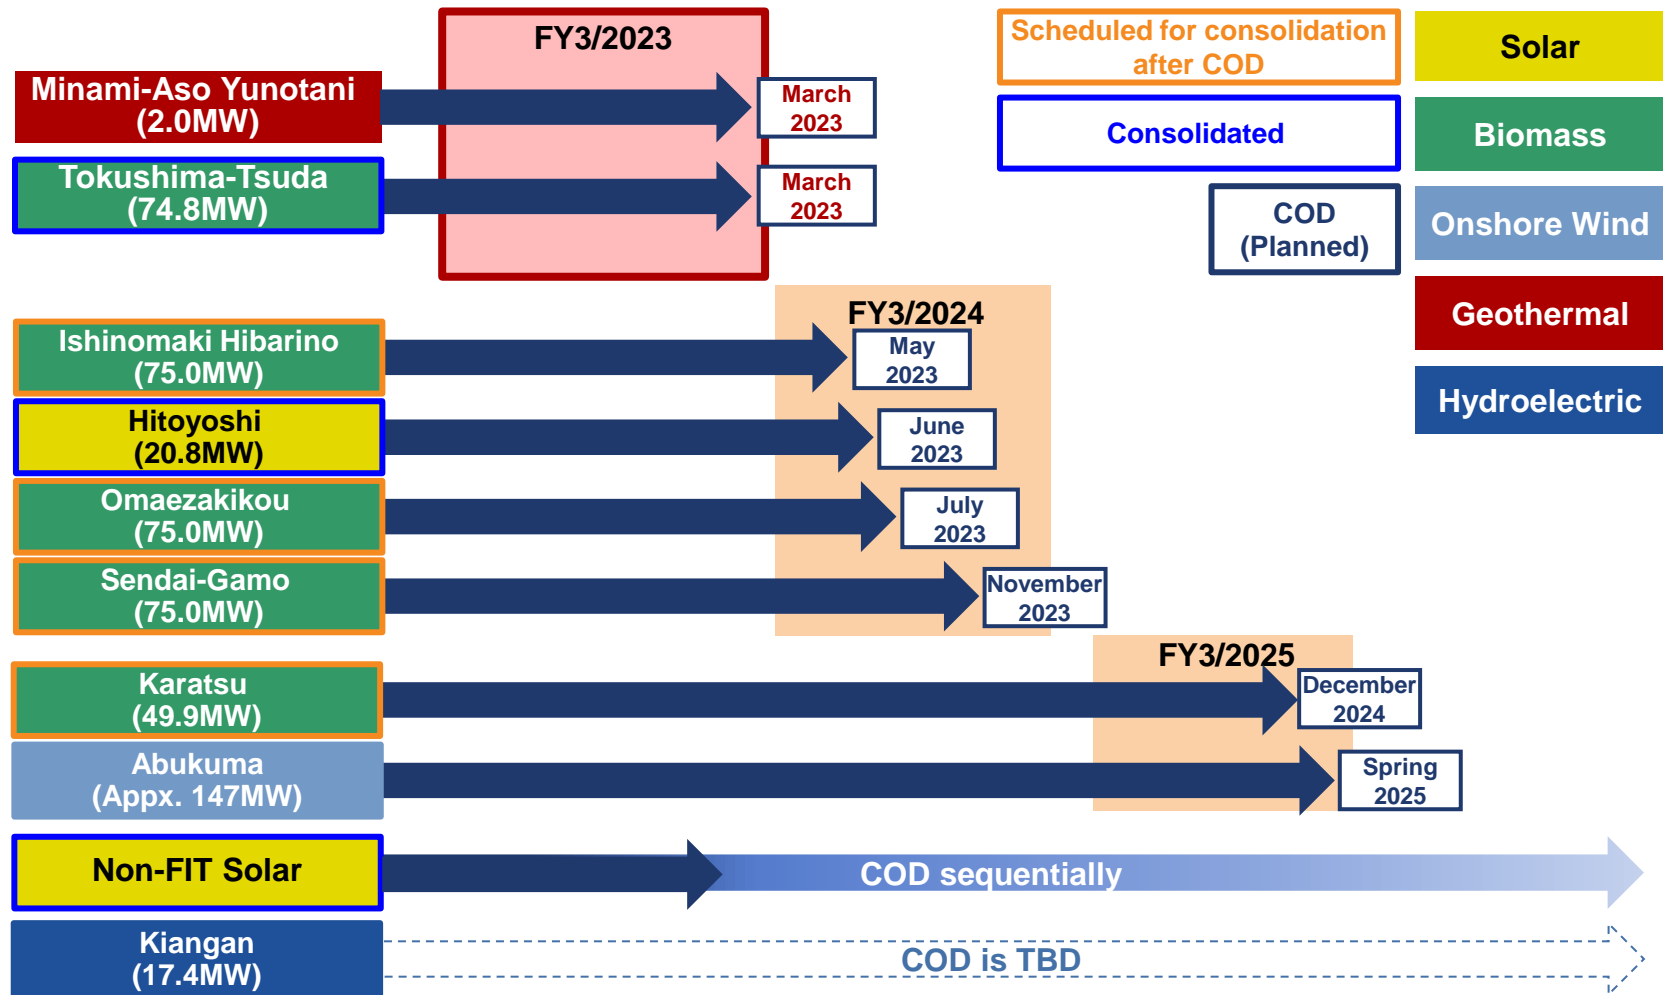 FY3/2023
Minami-Aso Yunotani
(2.0MW)
March
2023
Tokushima-Tsuda
(74.8MW)
March
2023
Scheduled for consolidation
after COD
Consolidated
COD
(Planned)
Solar
Biomass
Onshore Wind
Geothermal
Hydroelectric
FY3/2024
Ishinomaki Hibarino
(75.0MW)
May
2023
Hitoyoshi
(20.8MW)
June
2023
Omaezakikou
(75.0MW)
July
2023
Sendai-Gamo
(75.0MW)
November
2023
FY3/2025
Karatsu
(49.9MW)
December
2024
Abukuma
(Appx. 147MW)
Spring
2025
Non-FIT Solar
COD sequentially
Kiangan
(17.4MW)
COD is TBD